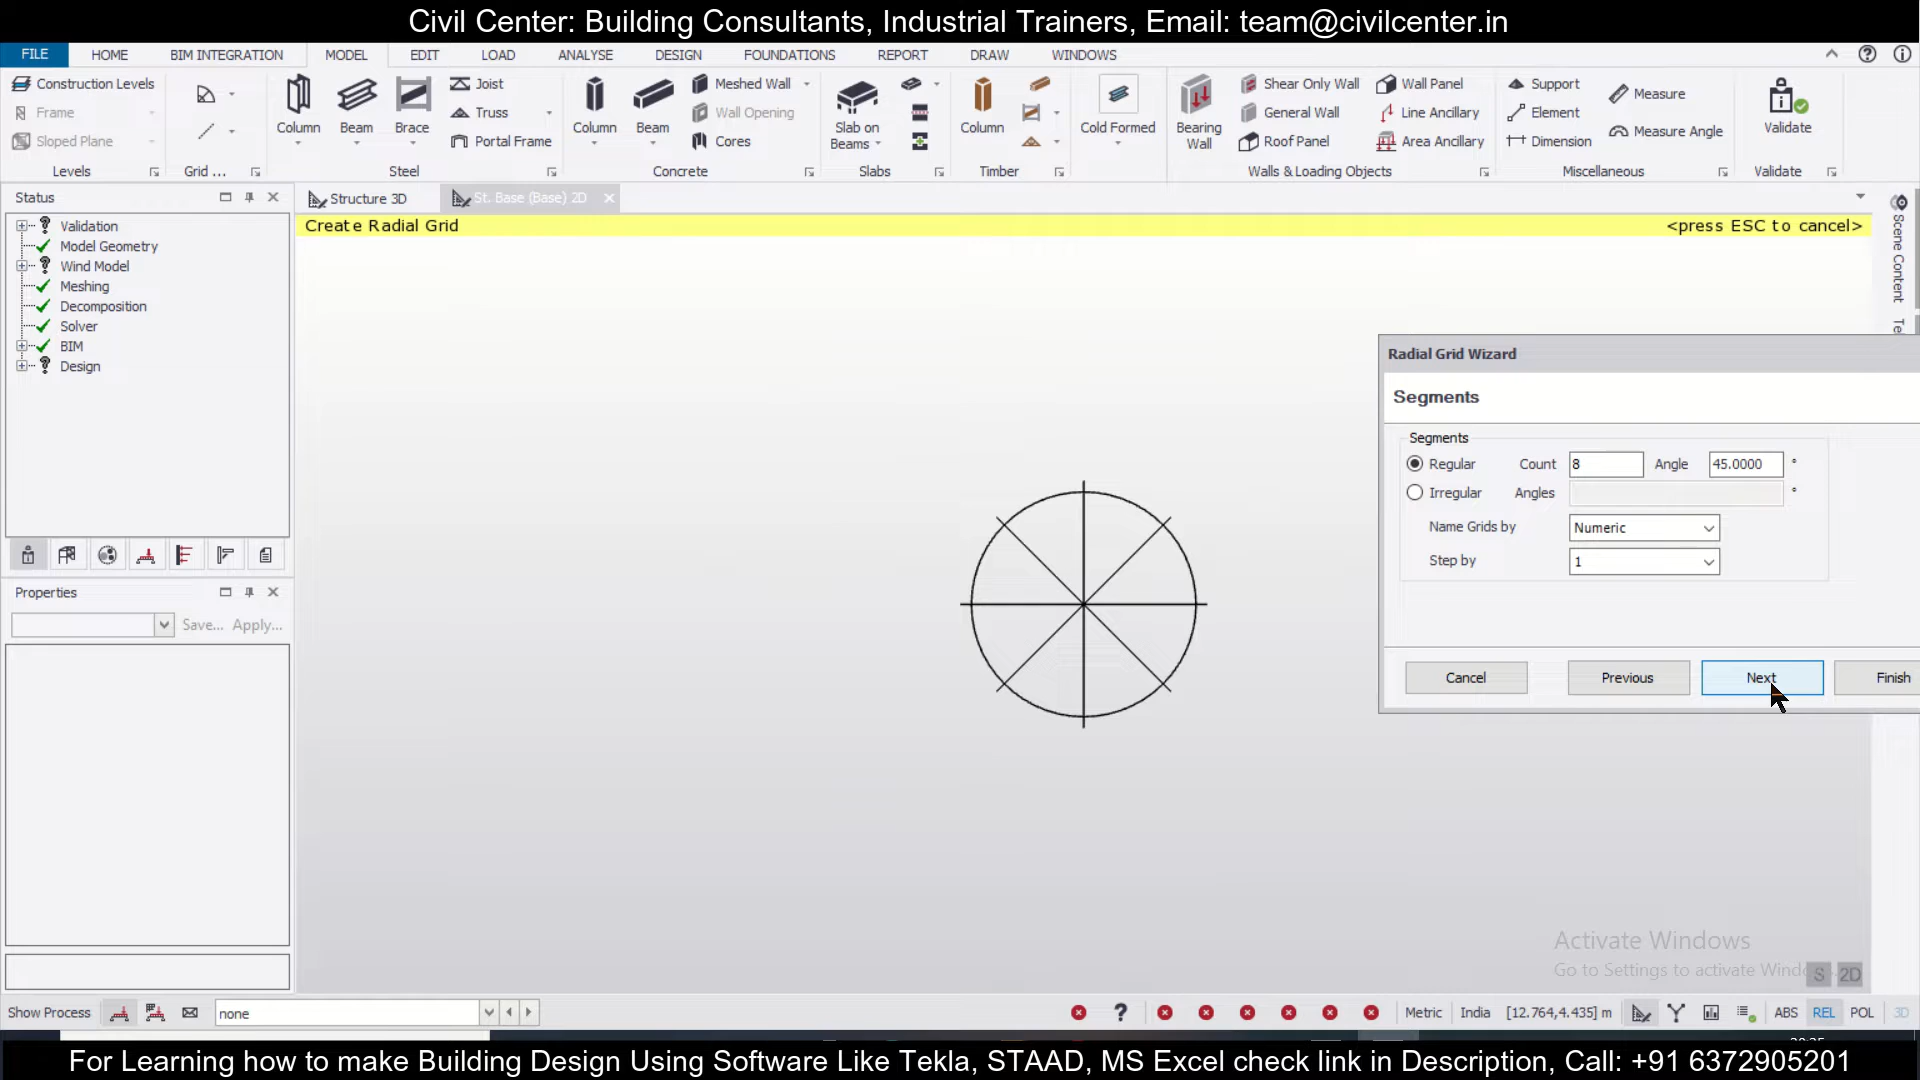 Civil Center: Building Consultants, Industrial Trainers, Email: team@civilcenter.in
FILE HOME BIM INTEGRATION MODEL EDIT LOAD ANALYSE DESIGN FOUNDATIONS REPORT DRAW WINDOWS
Construction Levels
Frame
Sloped Plane
Levels
Grid ...
Column Beam Brace
Joist
Truss
Portal Frame
Steel
Column Beam
Meshed Wall
Wall Opening
Cores
Concrete
Slab on
Beams
Slabs
Column
Timber
Cold Formed
Bearing
Wall
Shear Only Wall
General Wall
Roof Panel
Wall Panel
Line Ancillary
Area Ancillary
Walls & Loading Objects
Support
Element
Dimension
Measure
Measure Angle
Miscellaneous
Validate
Validate
Status
Validation
Model Geometry
Wind Model
Meshing
Decomposition
Solver
BIM
Design
Properties
Save... Apply...
Structure 3D
St. Base (Base) 2D
Create Radial Grid <press ESC to cancel>
Scene Content
Te
Radial Grid Wizard
Segments
Segments
Regular Count 8 Angle 45.0000 °
Irregular Angles °
Name Grids by Numeric
Step by 1
Cancel Previous Next Finish
Activate Windows
Go to Settings to activate Windo
S 2D
Show Process none Metric India [12.764,4.435] m ABS REL POL 3D
For Learning how to make Building Design Using Software Like Tekla, STAAD, MS Excel check link in Description, Call: +91 6372905201